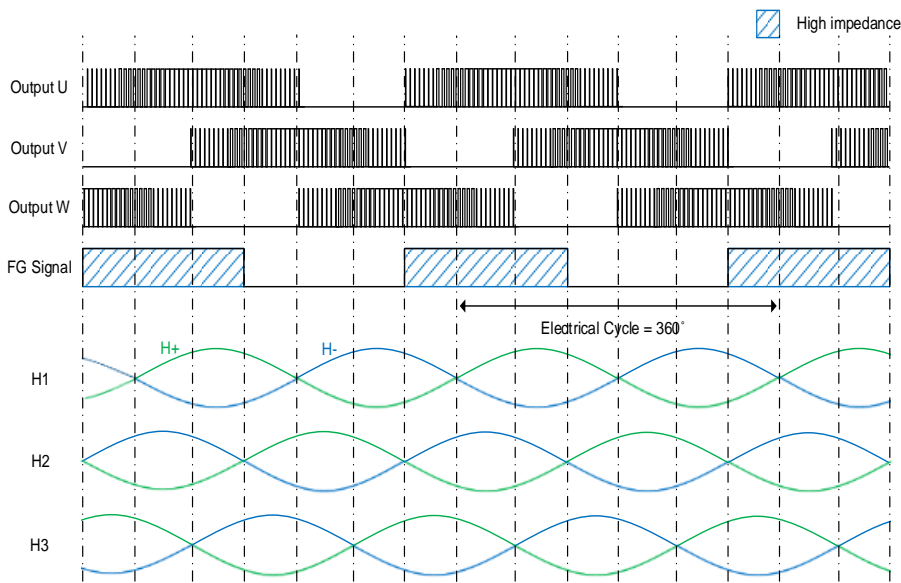 High impedance
Output U
Output V
Output W
FG Signal
Electrical Cycle = 360°
H+
H-
H1
H2
H3